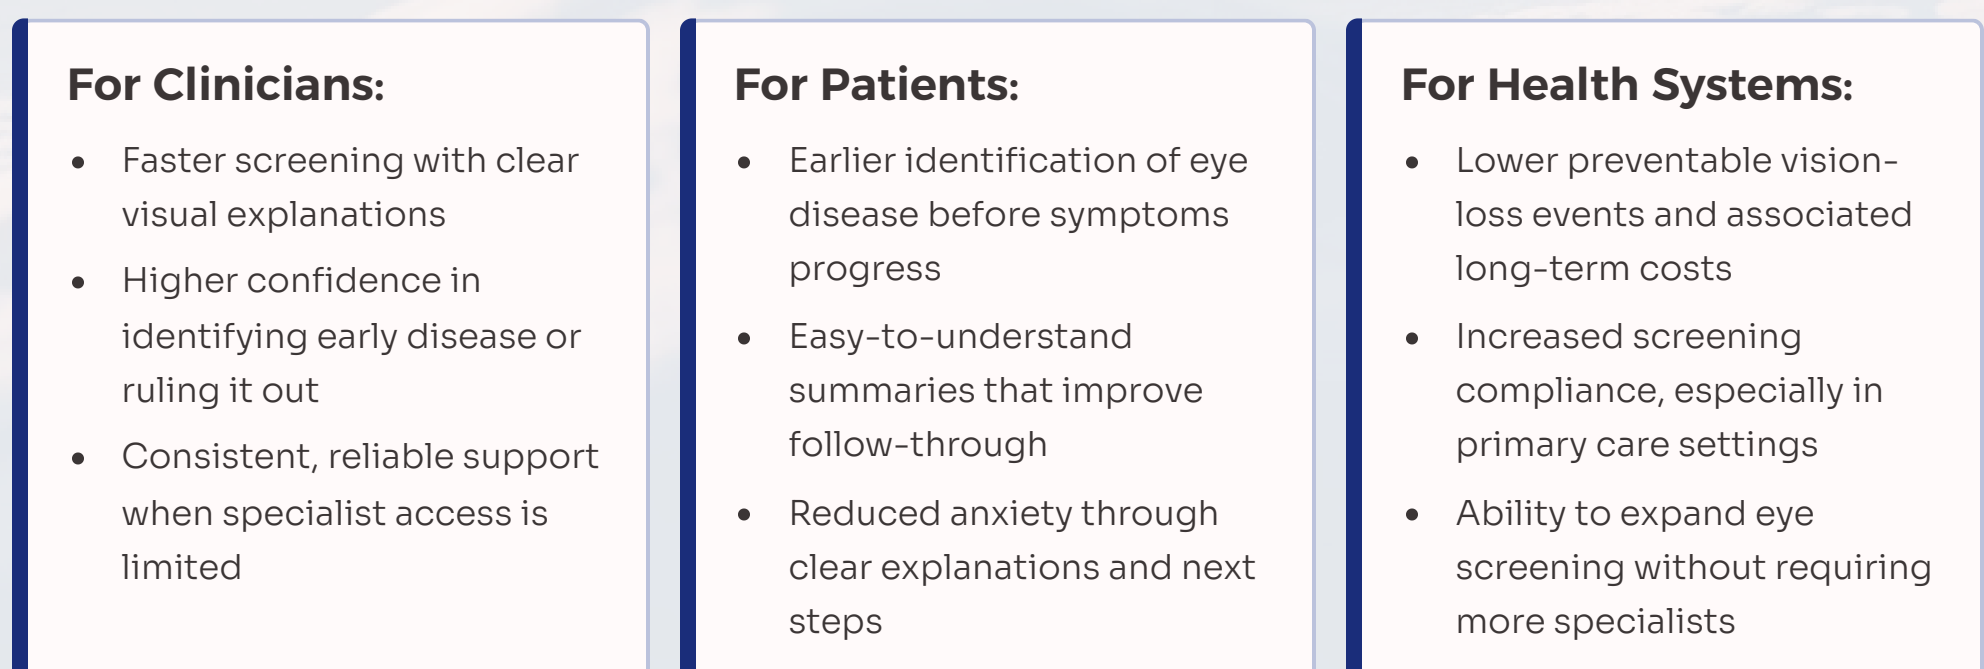 For Clinicians:
• Faster screening with clear
visual explanations
• Higher confidence in
identifying early disease or
ruling it out
• Consistent, reliable support
when specialist access is
limited
For Patients:
• Earlier identification of eye
disease before symptoms
progress
• Easy-to-understand
summaries that improve
follow-through
• Reduced anxiety through
clear explanations and next
steps
For Health Systems:
• Lower preventable vision-
loss events and associated
long-term costs
• Increased screening
compliance, especially in
primary care settings
• Ability to expand eye
screening without requiring
more specialists